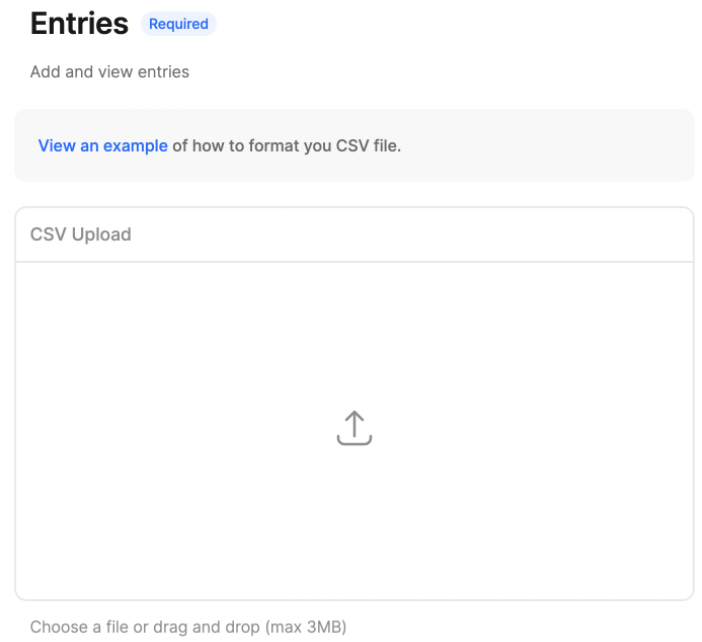 Entries Required
Add and view entries
View an example of how to format you CSV file.
CSV Upload
Choose a file or drag and drop (max 3MB)